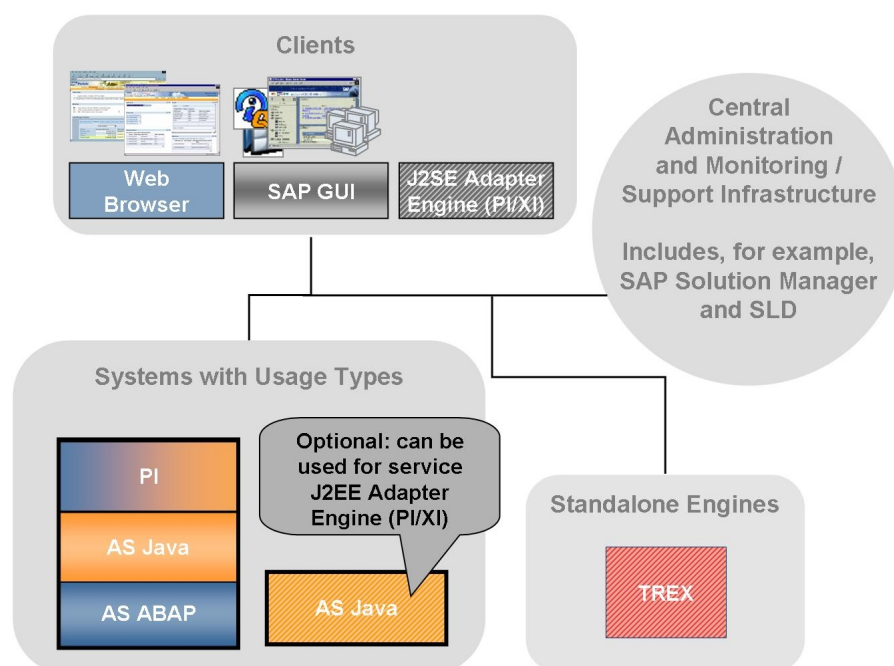 Clients
Web
Browser
SAP GUI
J2SE Adapter
Engine (PI/XI)
Central
Administration
and Monitoring /
Support Infrastructure
Includes, for example,
SAP Solution Manager
and SLD
Systems with Usage Types
PI
AS Java
AS ABAP
Optional: can be
used for service
J2EE Adapter
Engine (PI/XI)
AS Java
Standalone Engines
TREX